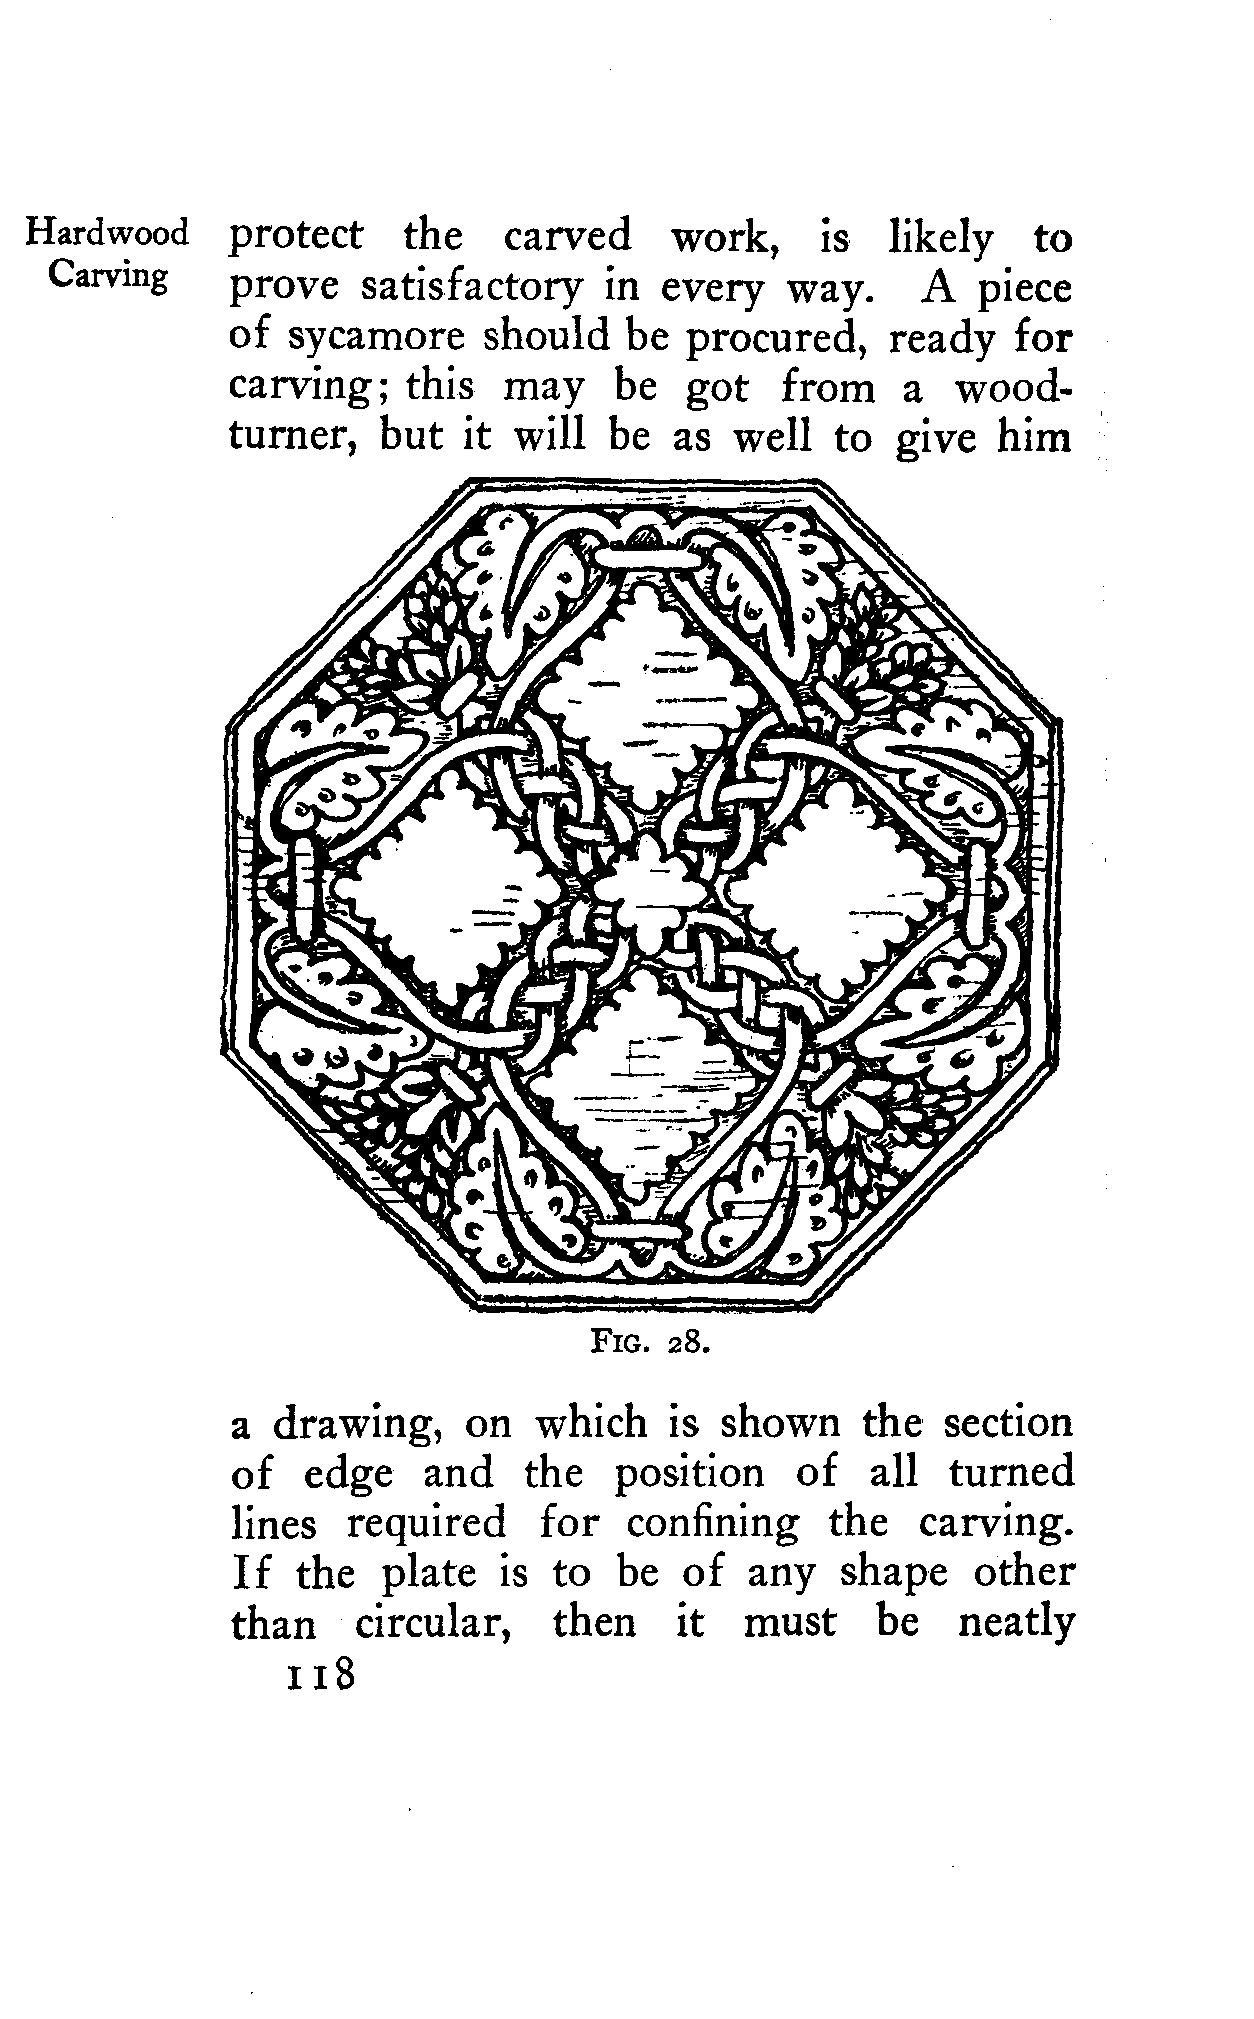 Hardwood
Carving
protect the carved work, is likely to
prove satisfactory in every way. A piece
of sycamore should be procured, ready for
carving; this may be got from a wood-
turner, but it will be as well to give him
FIG. 28.
a drawing, on which is shown the section
of edge and the position of all turned
lines required for confining the carving.
If the plate is to be of any shape other
than circular, then it must be neatly
118